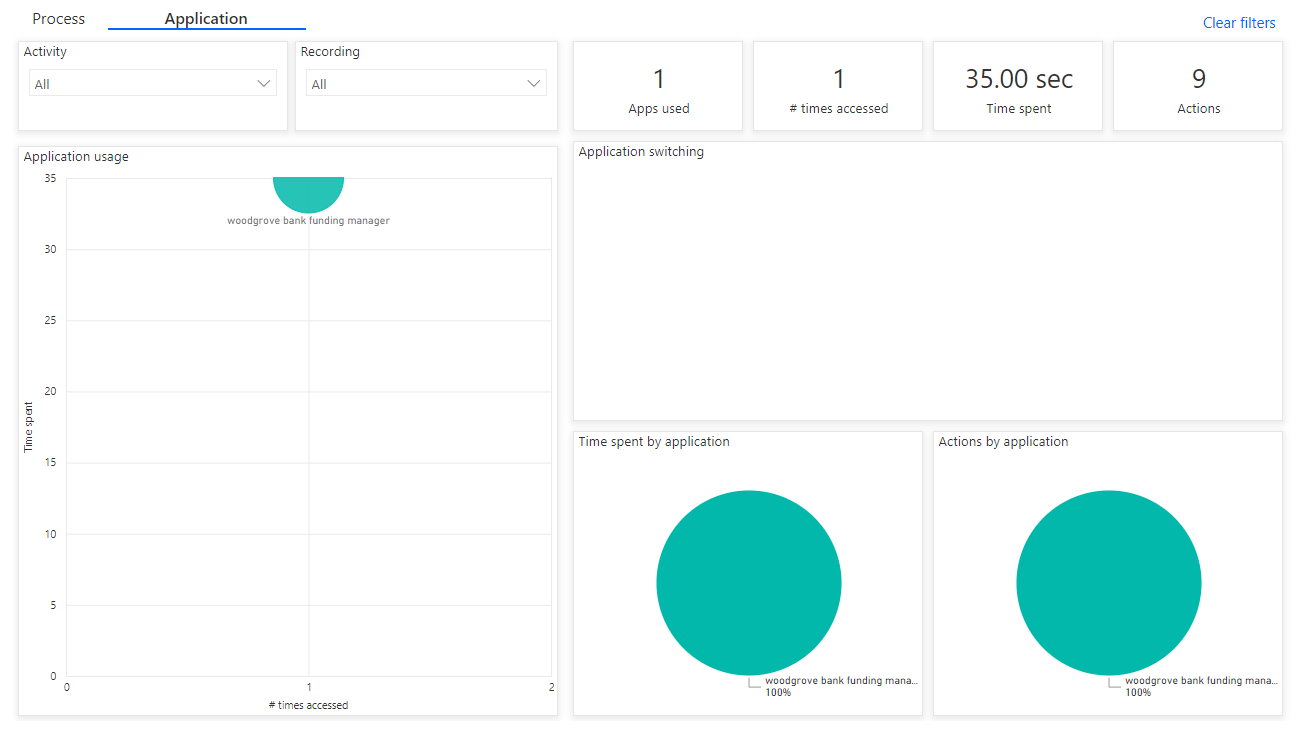 Process
Application
Clear filters
Activity
All
Recording
All
1
Apps used
1
# times accessed
35.00 sec
Time spent
9
Actions
Application usage
35
30
25
20
15
10
5
0
Time spent
woodgrove bank funding manager
0
1
2
# times accessed
Application switching
Time spent by application
woodgrove bank funding mana...
100%
Actions by application
woodgrove bank funding mana...
100%